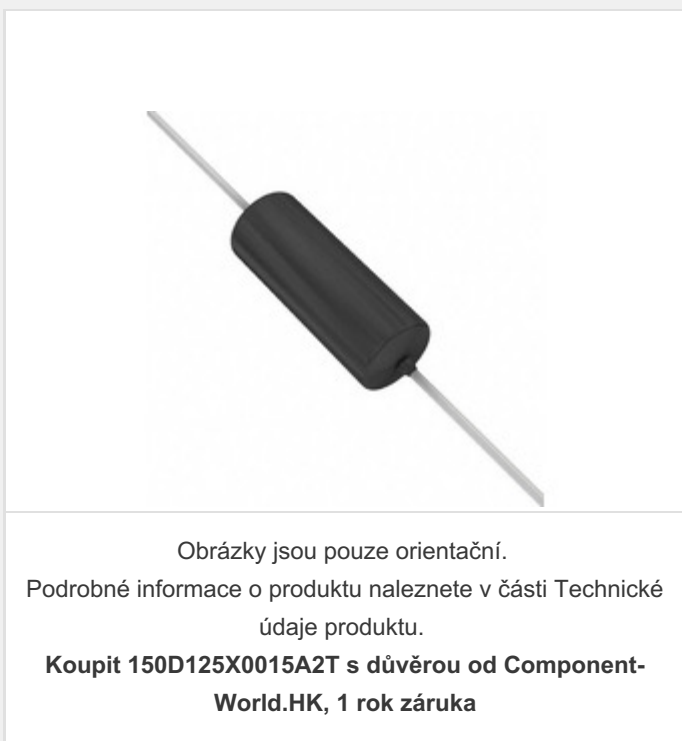 Obrázky jsou pouze orientační.
Podrobné informace o produktu naleznete v části Technické
údaje produktu.
Koupit 150D125X0015A2T s důvěrou od Component-
World.HK, 1 rok záruka